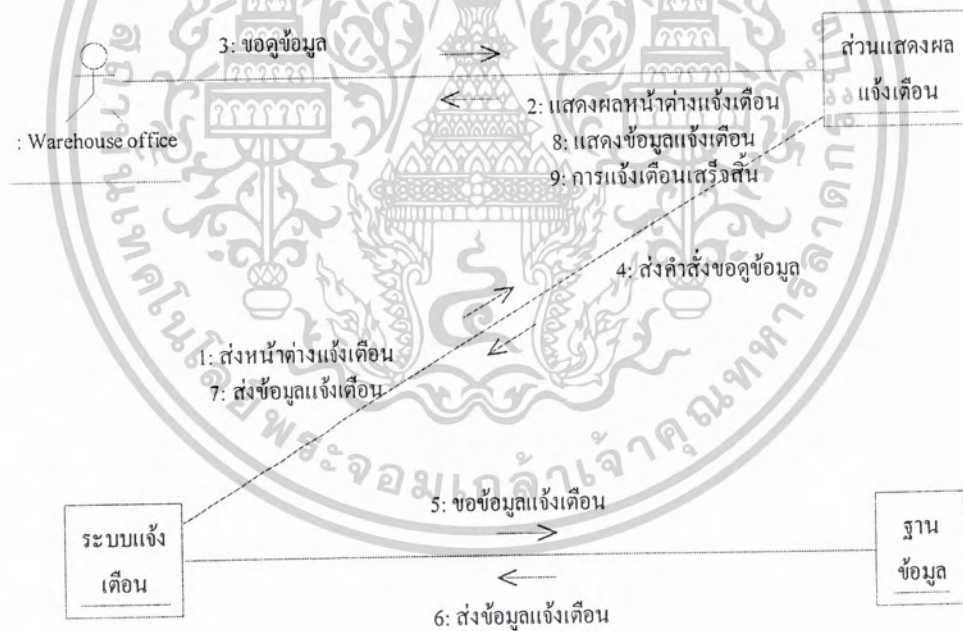 3: ขอดูข้อมูล
ส่วนแสดงผล
แจ้งเตือน
: Warehouse office
2: แสดงผลหน้าต่างแจ้งเตือน
8: แสดงข้อมูลแจ้งเตือน
9: การแจ้งเตือนเสร็จสิ้น
4: ส่งคำสั่งขอดูข้อมูล
1: ส่งหน้าต่างแจ้งเตือน
7: ส่งข้อมูลแจ้งเตือน
5: ขอข้อมูลแจ้งเตือน
ระบบแจ้ง
เตือน
ฐาน
ข้อมูล
6: ส่งข้อมูลแจ้งเตือน